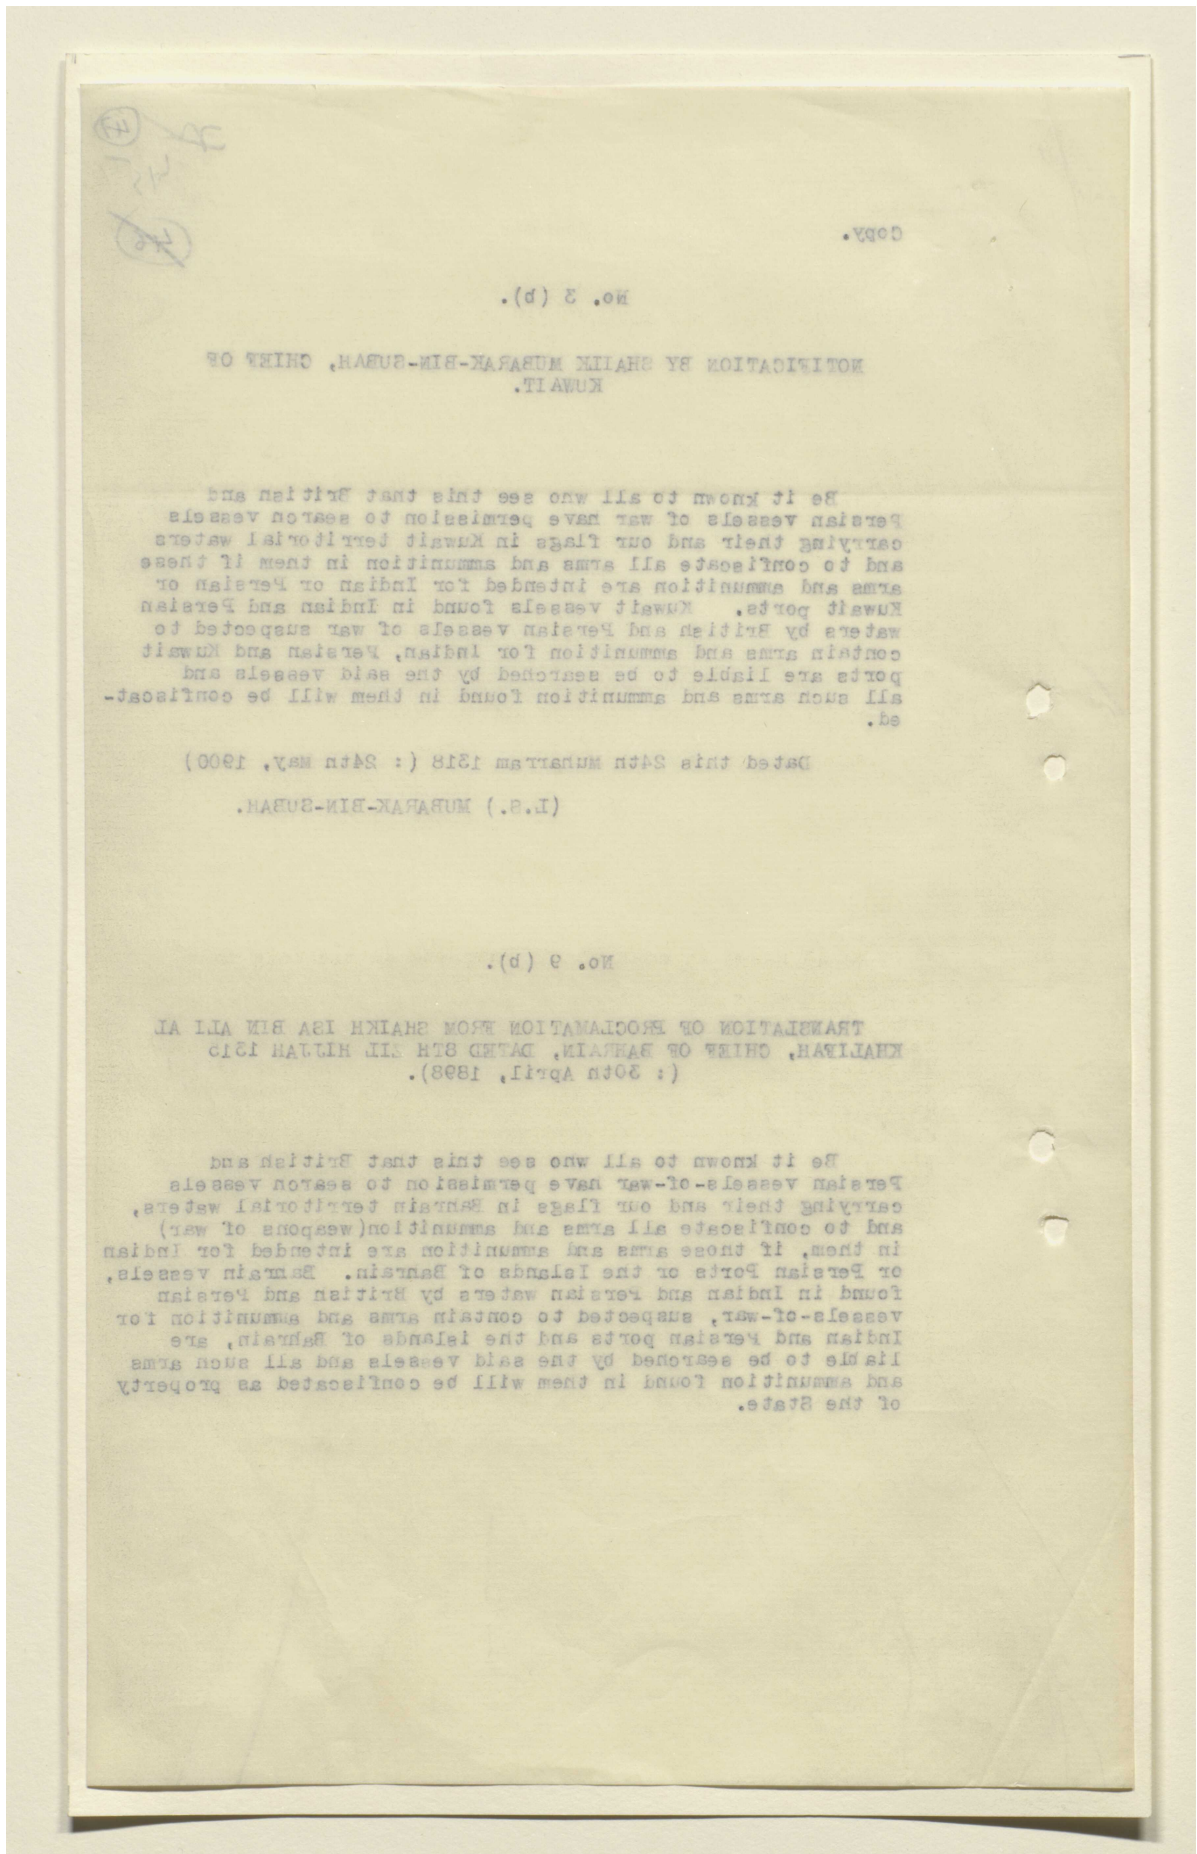 Copy.
No. 3 (b).
NOTIFICATION BY SHAIIK MUBARAK-BIN-SUBAH, CHIEF OF
KUWAIT.
Be it known to all who see this that British and
Persian vessels of war have permission to search vessels
carrying their and our flags in Kuwait territorial waters
and to confiscate all arms and ammunition in them if these
arms and ammunition are intended for Indian or Persian or
Kuwait ports. Kuwait vessels found in Indian and Persian
waters by British and Persian vessels of war suspected to
contain arms and ammunition for Indian, Persian and Kuwait
ports are liable to be searched by the said vessels and
all such arms and ammunition found in them will be confiscat-
ed.
Dated this 24th Muharram 1318 (: 24th May, 1900)
(L.S.) MUBARAK-BIN-SUBAH.
No. 9 (b).
TRANSLATION OF PROCLAMATION FROM SHAIKH ISA BIN ALI AL
KHALIFAH, CHIEF OF BAHRAIN, DATED 8TH ZIL HIJJAH 1315
(: 30th April, 1898).
Be it known to all who see this that British and
Persian vessels-of-war have permission to search vessels
carrying their and our flags in Bahrain territorial waters,
and to confiscate all arms and ammunition(weapons of war)
in them, if those arms and ammunition are intended for Indian
or Persian Ports or the Islands of Bahrain. Bahrain vessels,
found in Indian and Persian waters by British and Persian
vessels-of-war, suspected to contain arms and ammunition for
Indian and Persian ports and the islands of Bahrain, are
liable to be searched by the said vessels and all such arms
and ammunition found in them will be confiscated as property
of the State.